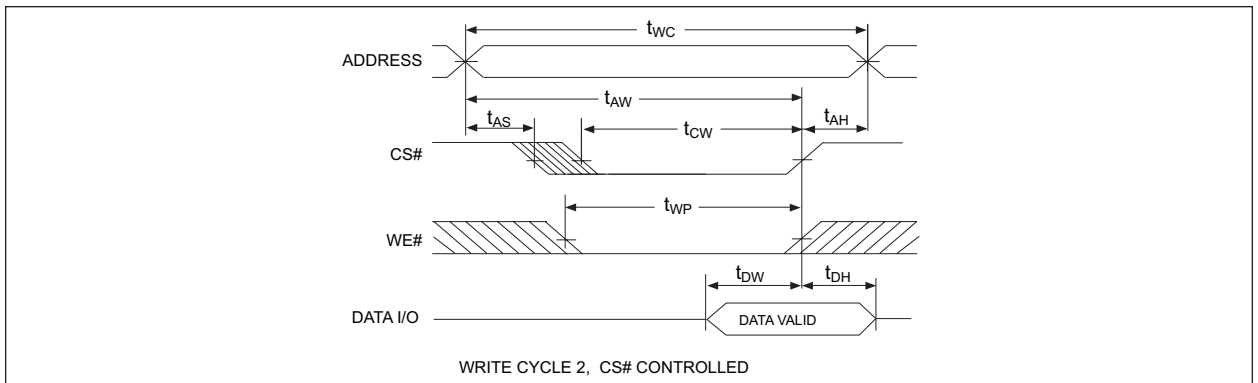 tWC
ADDRESS
tAW
tAS
tCW
tAH
CS#
tWP
WE#
tDW
tDH
DATA I/O
DATA VALID
WRITE CYCLE 2, CS# CONTROLLED